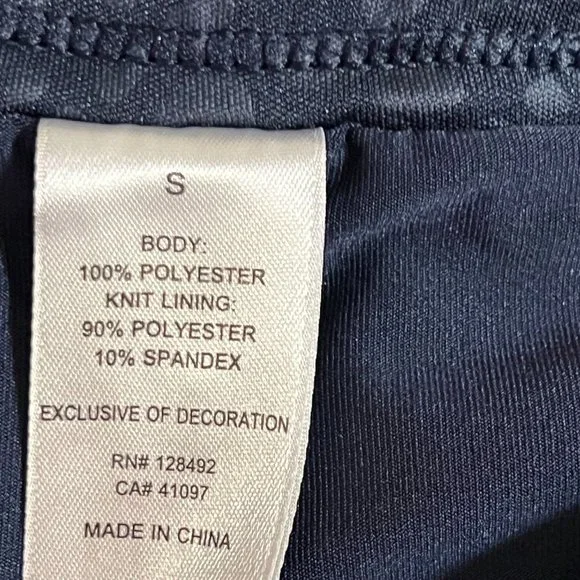 S
BODY:
100% POLYESTER
KNIT LINING:
90% POLYESTER
10% SPANDEX
EXCLUSIVE OF DECORATION
RN# 128492
CA# 41097
MADE IN CHINA